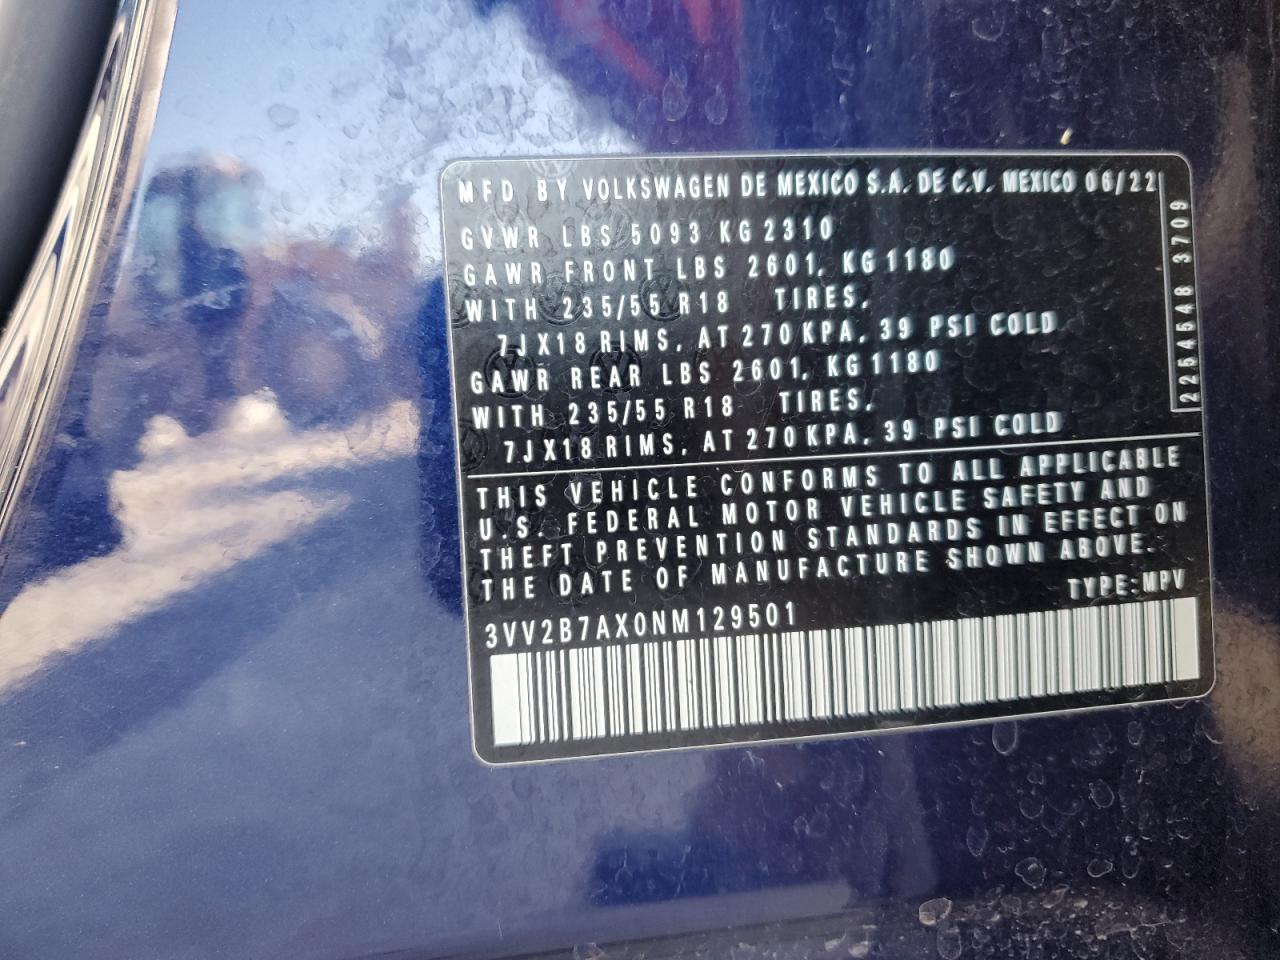 MFD BY VOLKSWAGEN DE MEXICO S.A. DE C.V. MEXICO 06/22
GVWR LBS 5093 KG 2310
GAWR FRONT LBS 2601, KG 1180
WITH 235/55 R18 TIRES,
7JX18 RIMS, AT 270 KPA, 39 PSI COLD
GAWR REAR LBS 2601, KG 1180
WITH 235/55 R18 TIRES,
7JX18 RIMS, AT 270 KPA, 39 PSI COLD
2254548 3709
THIS VEHICLE CONFORMS TO ALL APPLICABLE
U.S. FEDERAL MOTOR VEHICLE SAFETY AND
THEFT PREVENTION STANDARDS IN EFFECT ON
THE DATE OF MANUFACTURE SHOWN ABOVE.
TYPE: MPV
3VV2B7AX0NM129501